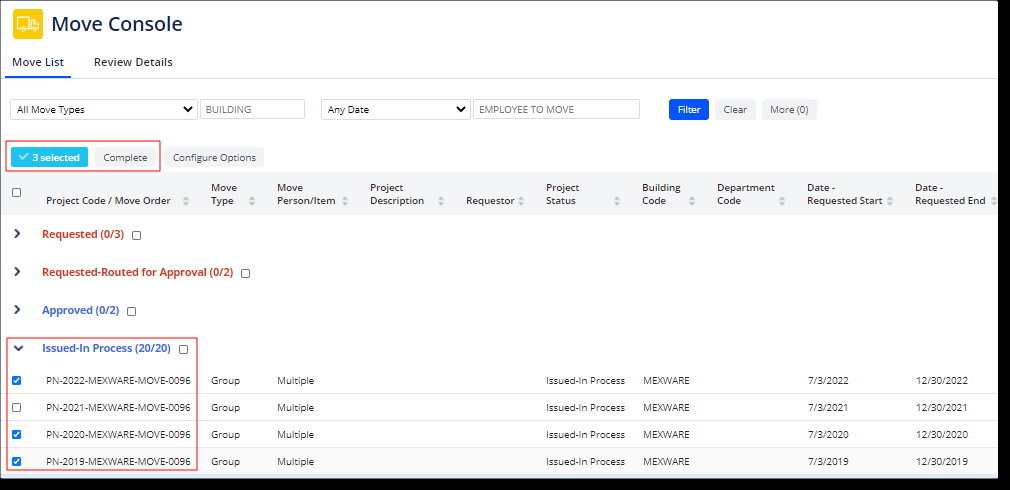 Move Console
Move List Review Details
All Move Types BUILDING Any Date EMPLOYEE TO MOVE Filter Clear More (0)
3 selected Complete Configure Options
Project Code / Move Order Move Type Move Person/Item Project Description Requestor Project Status Building Code Department Code Date - Requested Start Date - Requested End
Requested (0/3)
Requested-Routed for Approval (0/2)
Approved (0/2)
Issued-In Process (20/20)
PN-2022-MEXWARE-MOVE-0096 Group Multiple Issued-In Process MEXWARE 7/3/2022 12/30/2022
PN-2021-MEXWARE-MOVE-0096 Group Multiple Issued-In Process MEXWARE 7/3/2021 12/30/2021
PN-2020-MEXWARE-MOVE-0096 Group Multiple Issued-In Process MEXWARE 7/3/2020 12/30/2020
PN-2019-MEXWARE-MOVE-0096 Group Multiple Issued-In Process MEXWARE 7/3/2019 12/30/2019